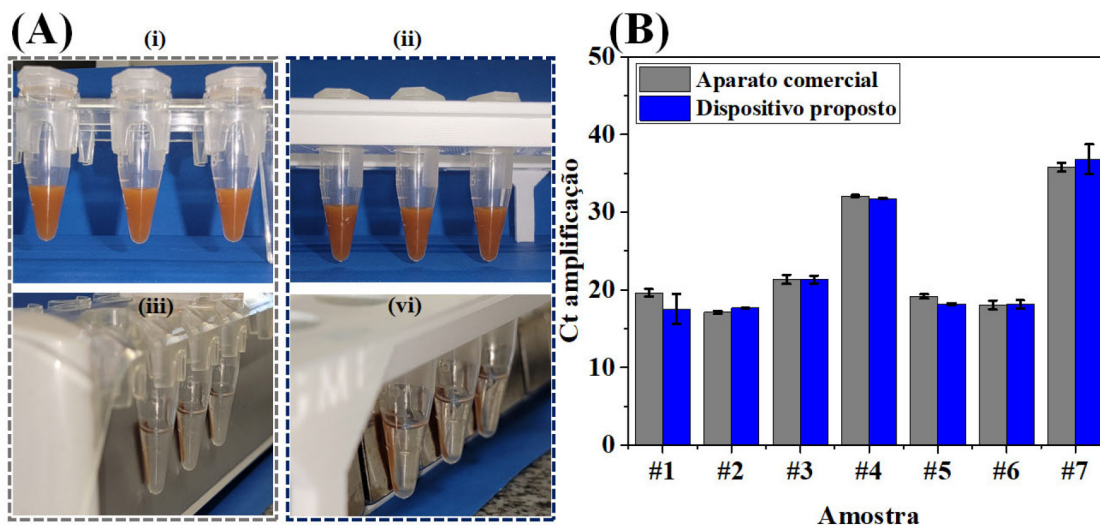 (A)
(i)
(ii)
(iii)
(vi)
(B)
Ct amplificação
50
40
30
20
10
0
Aparato comercial
Dispositivo proposto
#1 #2 #3 #4 #5 #6 #7
Amostra